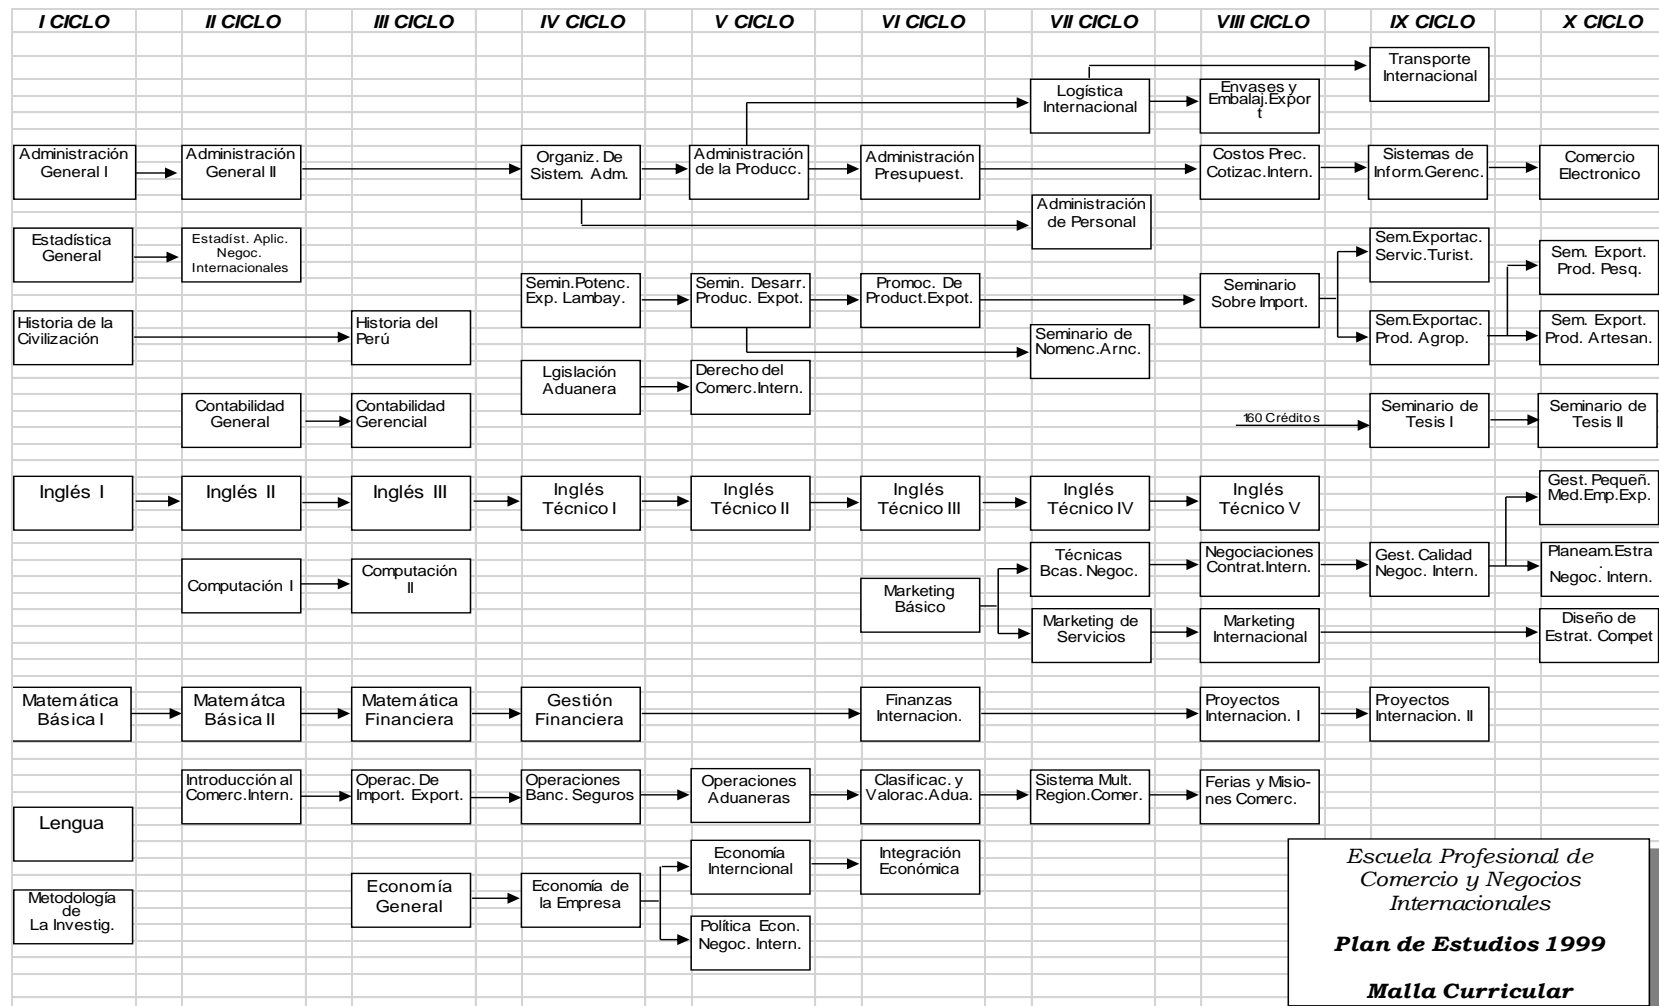 I CICLO
II CICLO
III CICLO
IV CICLO
V CICLO
VI CICLO
VII CICLO
VIII CICLO
IX CICLO
X CICLO
Transporte
Internacional
Logística
Internacional
Envases y
Embalaj.Expor
t
Administración
General I
Administración
General II
Organiz. De
Sistem. Adm.
Administración
de la Producc.
Administración
Presupuest.
Costos Prec.
Cotizac.Intern.
Sistemas de
Inform.Gerenc.
Comercio
Electronico
Administración
de Personal
Estadística
General
Estadíst. Aplic.
Negoc.
Internacionales
Sem.Exportac.
Servic.Turist.
Sem. Export.
Prod. Pesq.
Semin.Potenc.
Exp. Lambay.
Semin. Desarr.
Produc. Expot.
Promoc. De
Product.Expot.
Seminario
Sobre Import.
Historia de la
Civilización
Historia del
Perú
Seminario de
Nomenc.Arnc.
Sem.Exportac.
Prod. Agrop.
Sem. Export.
Prod. Artesan.
Lgislación
Aduanera
Derecho del
Comerc.Intern.
Contabilidad
General
Contabilidad
Gerencial
160 Créditos
Seminario de
Tesis I
Seminario de
Tesis II
Inglés I
Inglés II
Inglés III
Inglés
Técnico I
Inglés
Técnico II
Inglés
Técnico III
Inglés
Técnico IV
Inglés
Técnico V
Gest. Pequeñ.
Med.Emp.Exp.
Computación I
Computación
II
Marketing
Básico
Técnicas
Bcas. Negoc.
Negociaciones
Contrat.Intern.
Gest. Calidad
Negoc. Intern.
Planeam.Estra
.
Negoc. Intern.
Marketing de
Servicios
Marketing
Internacional
Diseño de
Estrat. Compet
Matemática
Básica I
Matemátca
Básica II
Matemática
Financiera
Gestión
Financiera
Finanzas
Internacion.
Proyectos
Internacion. I
Proyectos
Internacion. II
Introducción al
Comerc.Intern.
Operac. De
Import. Export.
Operaciones
Banc. Seguros
Operaciones
Aduaneras
Clasificac. y
Valorac.Adua.
Sistema Mult.
Region.Comer.
Ferias y Misio-
nes Comerc.
Lengua
Economía
Interncional
Integración
Económica
Metodología
de
La Investig.
Economía
General
Economía de
la Empresa
Política Econ.
Negoc. Intern.
Escuela Profesional de
Comercio y Negocios
Internacionales
Plan de Estudios 1999
Malla Curricular